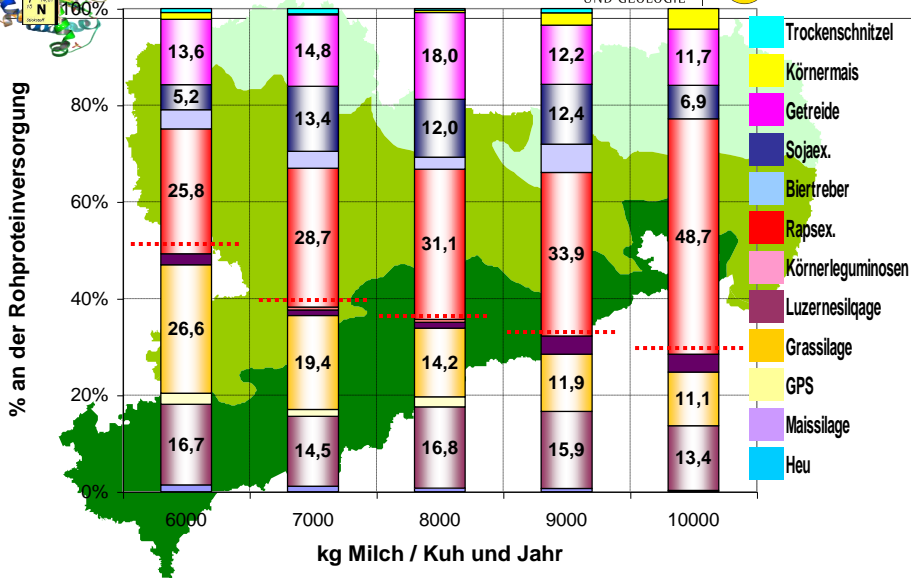 N
UND GEOLOGIE
% an der Rohproteinversorgung
100%
80%
60%
40%
20%
0%
13,6
5,2
25,8
26,6
16,7
14,8
13,4
28,7
19,4
14,5
18,0
12,0
31,1
14,2
16,8
12,2
12,4
33,9
11,9
15,9
11,7
6,9
48,7
11,1
13,4
6000 7000 8000 9000 10000
kg Milch / Kuh und Jahr
Trockenschnitzel
Körnermais
Getreide
Sojaex.
Biertreber
Rapsex.
Körnerleguminosen
Luzernesilqage
Grassilage
GPS
Maissilage
Heu